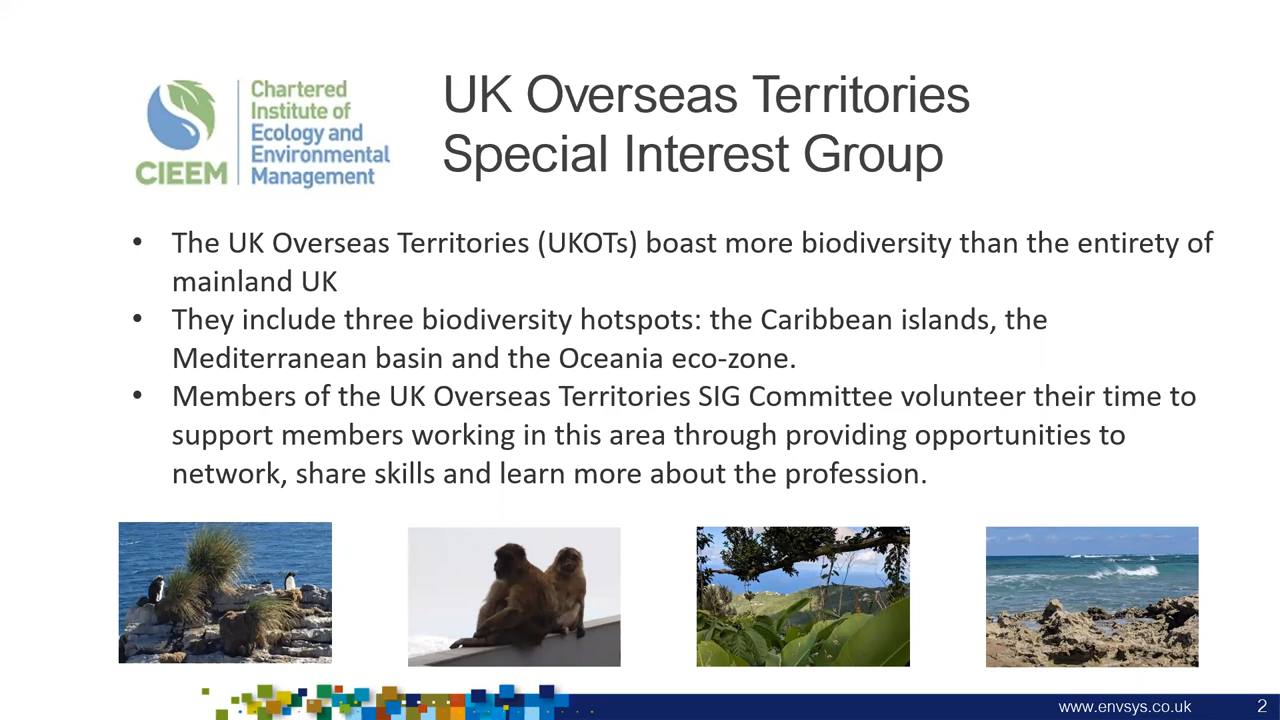 CIEEM
Chartered
Institute of
Ecology and
Environmental
Management
UK Overseas Territories
Special Interest Group
• The UK Overseas Territories (UKOTs) boast more biodiversity than the entirety of
mainland UK
• They include three biodiversity hotspots: the Caribbean islands, the
Mediterranean basin and the Oceania eco-zone.
• Members of the UK Overseas Territories SIG Committee volunteer their time to
support members working in this area through providing opportunities to
network, share skills and learn more about the profession.
www.envsys.co.uk 2